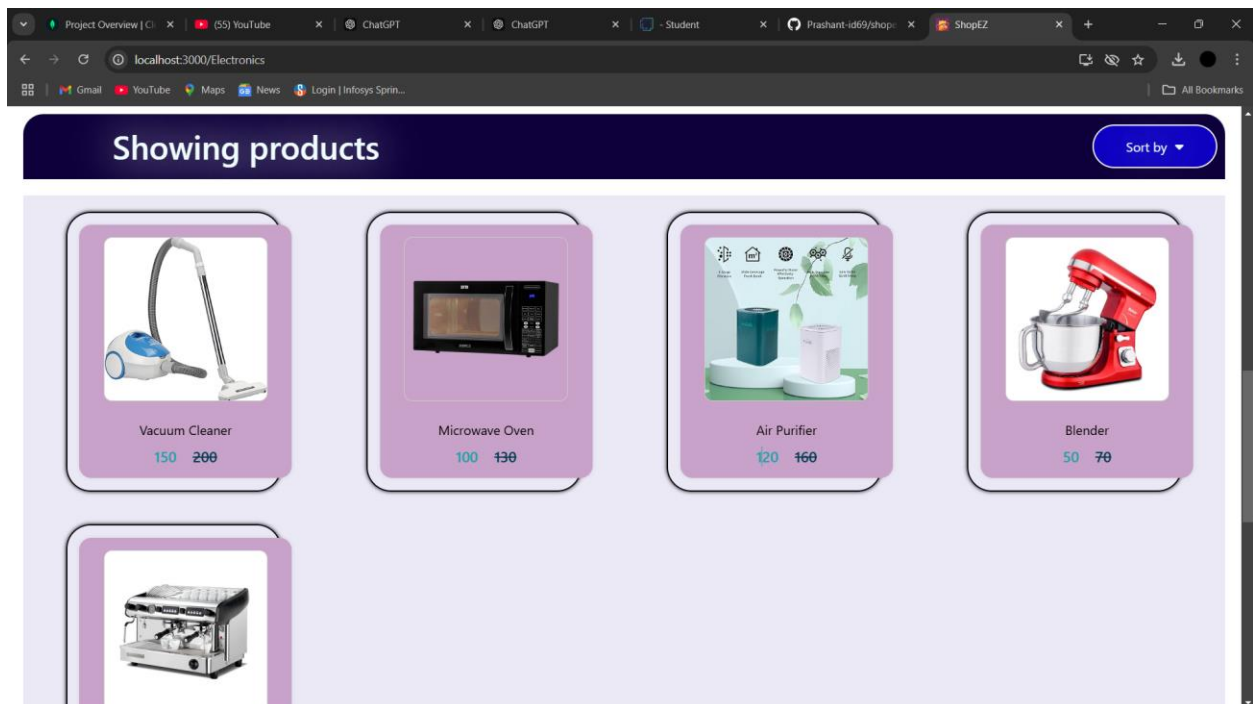 Project Overview | Cl
(55) YouTube
ChatGPT
ChatGPT
- Student
Prashant-id69/shope
ShopEZ
localhost:3000/Electronics
Gmail
YouTube
Maps
News
Login | Infosys Sprin...
All Bookmarks
Showing products
Sort by
Vacuum Cleaner
Microwave Oven
Air Purifier
Blender
150 200
100 130
120 160
50 70